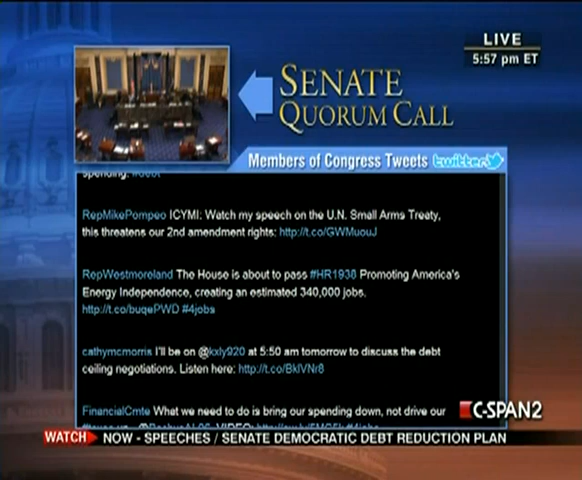 LIVE
5:57 pm ET
SENATE
QUORUM CALL
Members of Congress Tweets twitter
spending. #debt
RepMikePompeo ICYMI: Watch my speech on the U.N. Small Arms Treaty,
this threatens our 2nd amendment rights: http://t.co/GWMuouJ
RepWestmoreland The House is about to pass #HR1938 Promoting America's
Energy Independence, creating an estimated 340,000 jobs.
http://t.co/buqePWD #4jobs
cathymcmorris I'll be on @kxly920 at 5:50 am tomorrow to discuss the debt
ceiling negotiations. Listen here: http://t.co/BkIVNr8
FinancialCmte What we need to do is bring our spending down, not drive our
C-SPAN2
WATCH NOW - SPEECHES / SENATE DEMOCRATIC DEBT REDUCTION PLAN